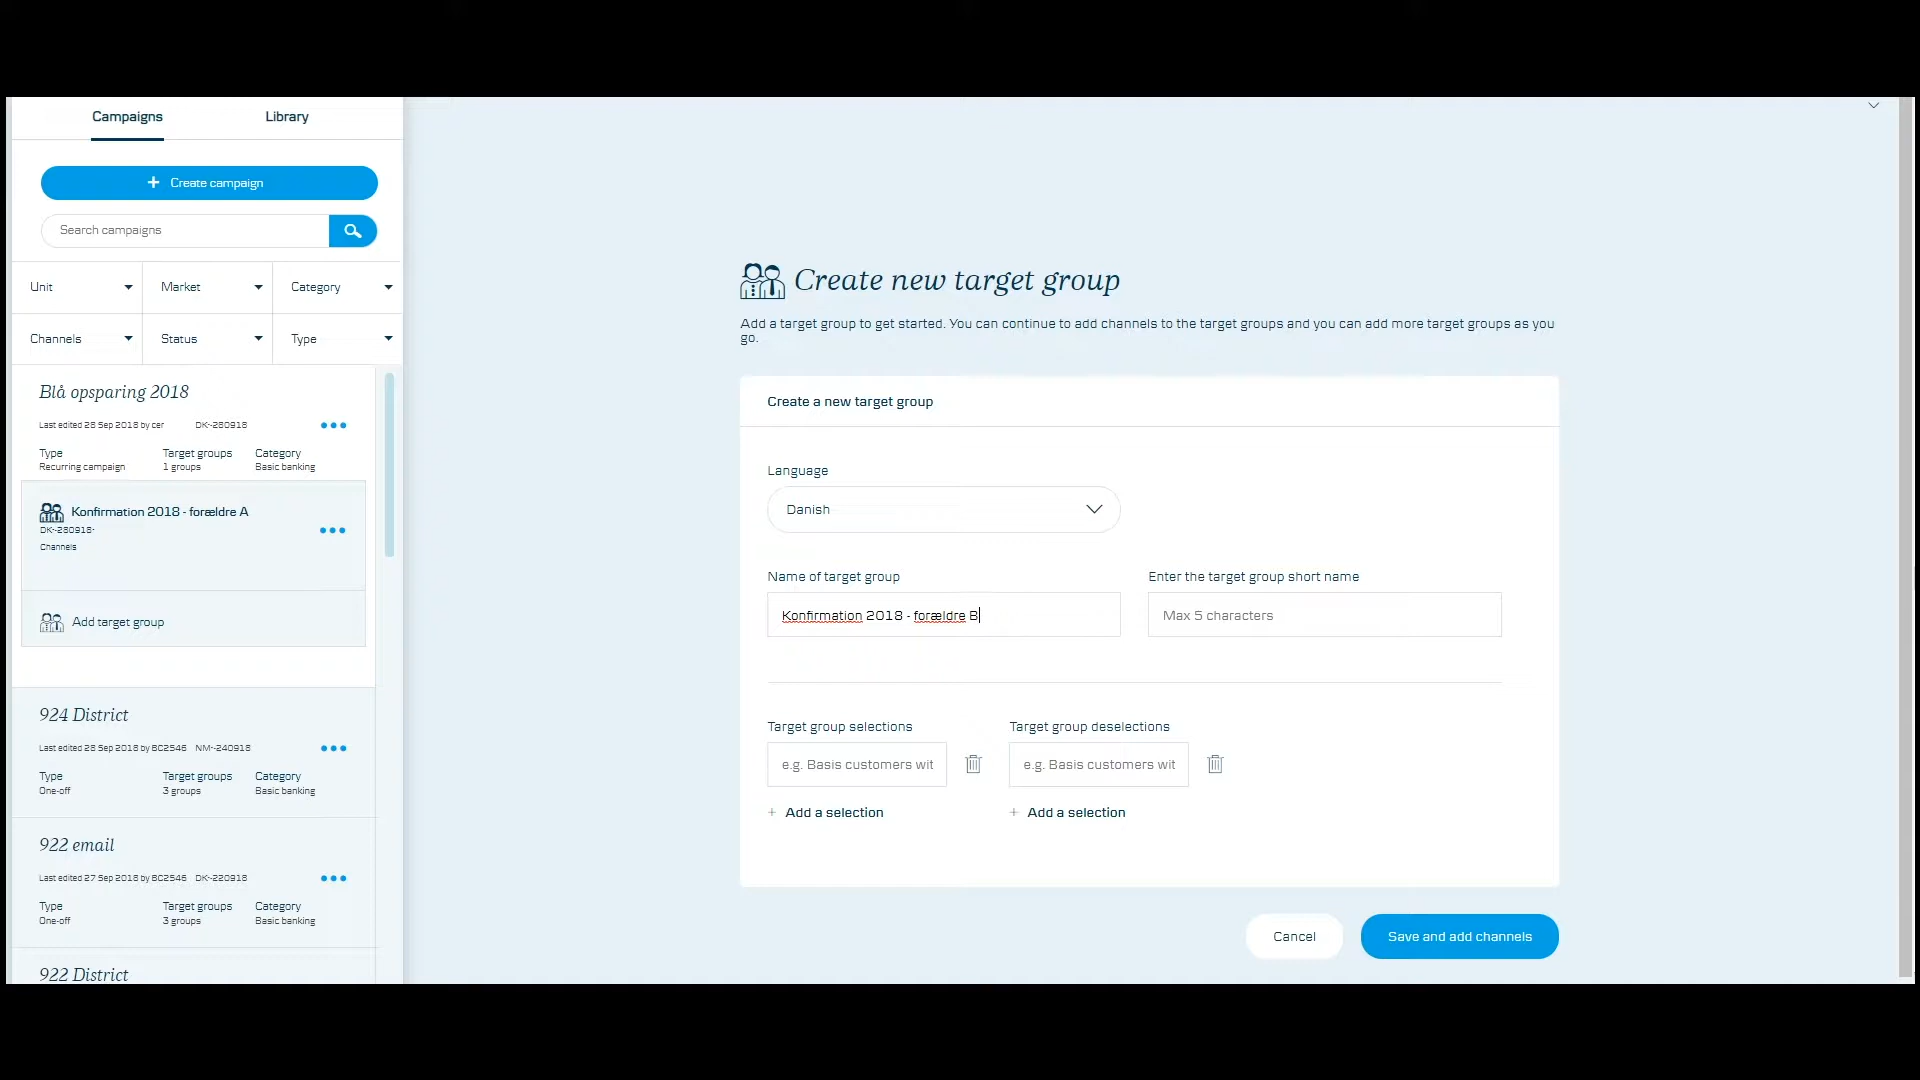 Campaigns
Library
Create campaign
Search campaigns
Unit
Market
Category
Channels
Status
Type
Blå opsparing 2018
Last edited 28 Sep 2018 by cer
DK--280918
Type
Target groups
Category
Recurring campaign
1 groups
Basic banking
Konfirmation 2018 - forældre A
DK--280918-
Channels
Add target group
924 District
Last edited 28 Sep 2018 by BC2546
NM--240918
Type
Target groups
Category
One-off
3 groups
Basic banking
922 email
Last edited 27 Sep 2018 by BC2546
DK--220918
Type
Target groups
Category
One-off
3 groups
Basic banking
922 District
Create new target group
Add a target group to get started. You can continue to add channels to the target groups and you can add more target groups as you
go.
Create a new target group
Language
Danish
Name of target group
Enter the target group short name
Konfirmation 2018 - forældre B
Max 5 characters
Target group selections
Target group deselections
e.g. Basis customers wit
e.g. Basis customers wit
+ Add a selection
+ Add a selection
Cancel
Save and add channels